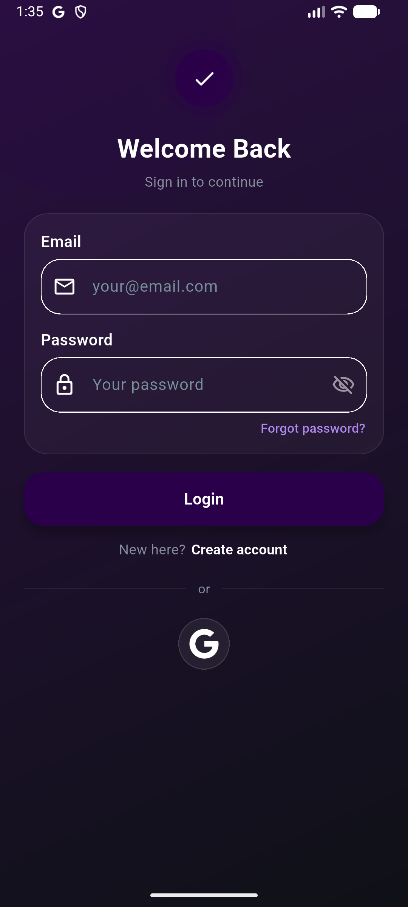 1:35
Welcome Back
Sign in to continue
Email
your@email.com
Password
Your password
Forgot password?
Login
New here? Create account
or
G